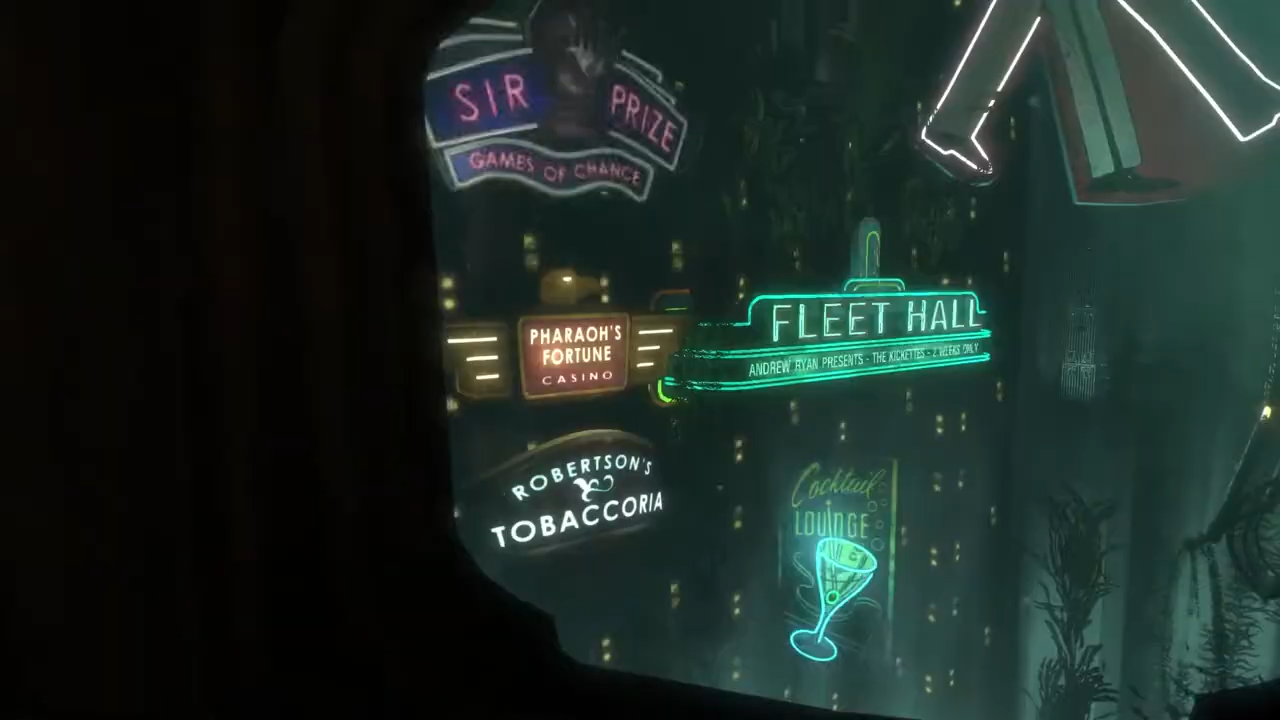 SIR PRIZE
GAMES OF CHANCE
PHARAOH'S
FORTUNE
CASINO
FLEET HALL
ANDREW RYAN PRESENTS - THE KICKETTES - 2 WEEKS ONLY
ROBERTSON'S
TOBACCORIA
Cocktail
LOUNGE